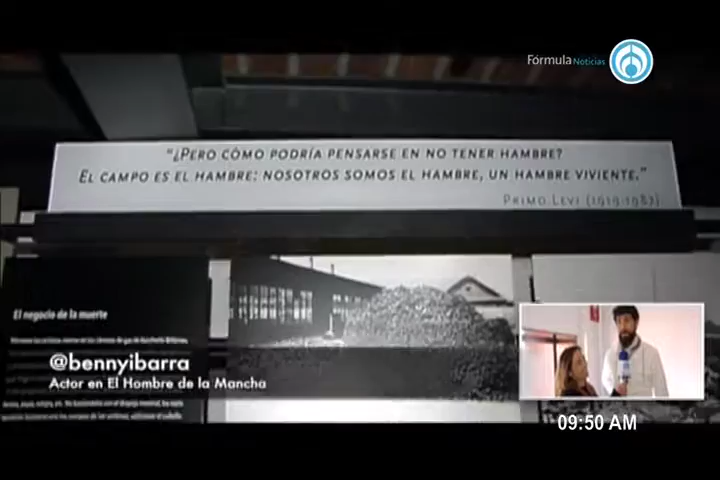 Fórmula Noticias
"¿PERO CÓMO PODRÍA PENSARSE EN NO TENER HAMBRE?
EL CAMPO ES EL HAMBRE: NOSOTROS SOMOS EL HAMBRE, UN HAMBRE VIVIENTE."
PRIMO LEVI (1919-1987)
El negocio de la muerte
@bennyibarra
Actor en El Hombre de la Mancha
09:50 AM